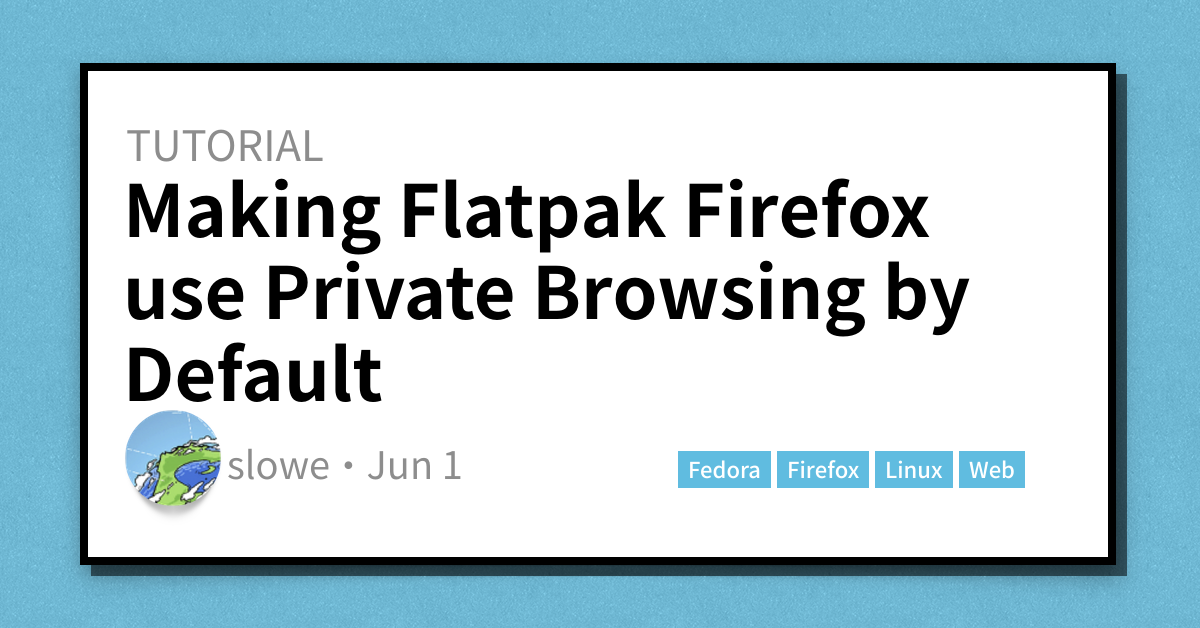 TUTORIAL
Making Flatpak Firefox
use Private Browsing by
Default
slowe • Jun 1
Fedora Firefox Linux Web